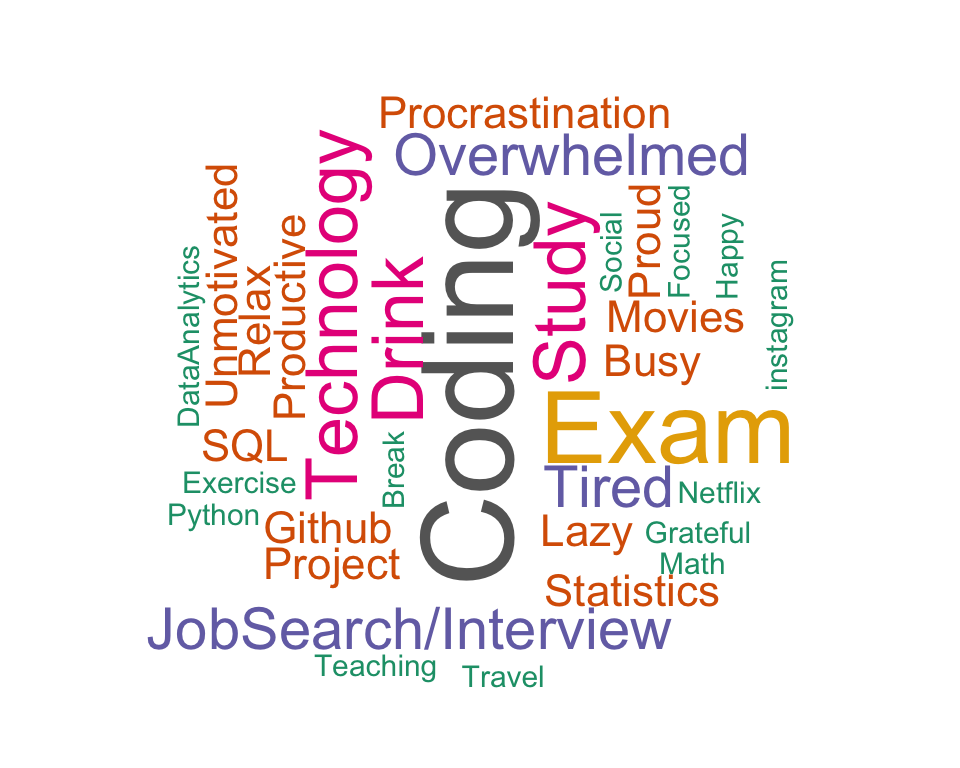 Procrastination
Overwhelmed
Technology
Unmotivated
Coding
Proud
Focused
Study
Social
Happy
Productive
DataAnalytics
Relax
Drink
instagram
Movies
Busy
Exam
SQL
Break
Exercise
Tired
Netflix
Python
Github
Lazy
Grateful
Project
Math
Statistics
JobSearch/Interview
Teaching
Travel